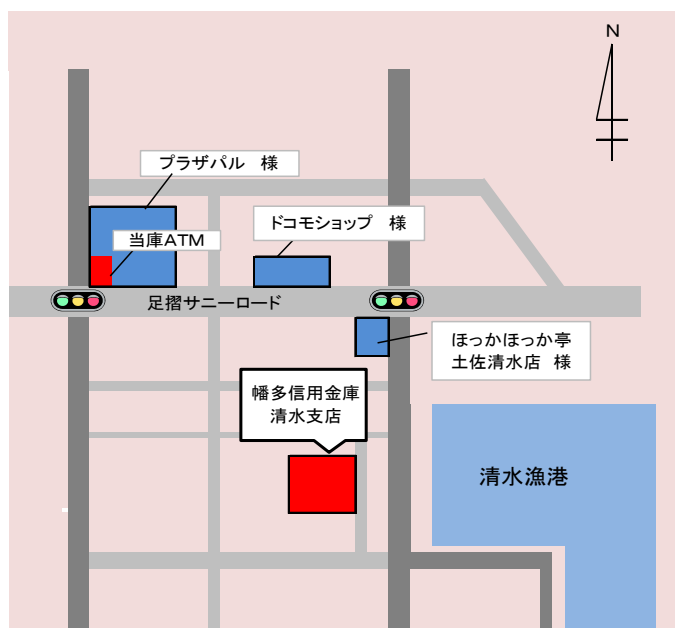 N
プラザパル　様
ドコモショップ　様
当庫ATM
足摺サニーロード
ほっかほっか亭
土佐清水店　様
幡多信用金庫
清水支店
清水漁港